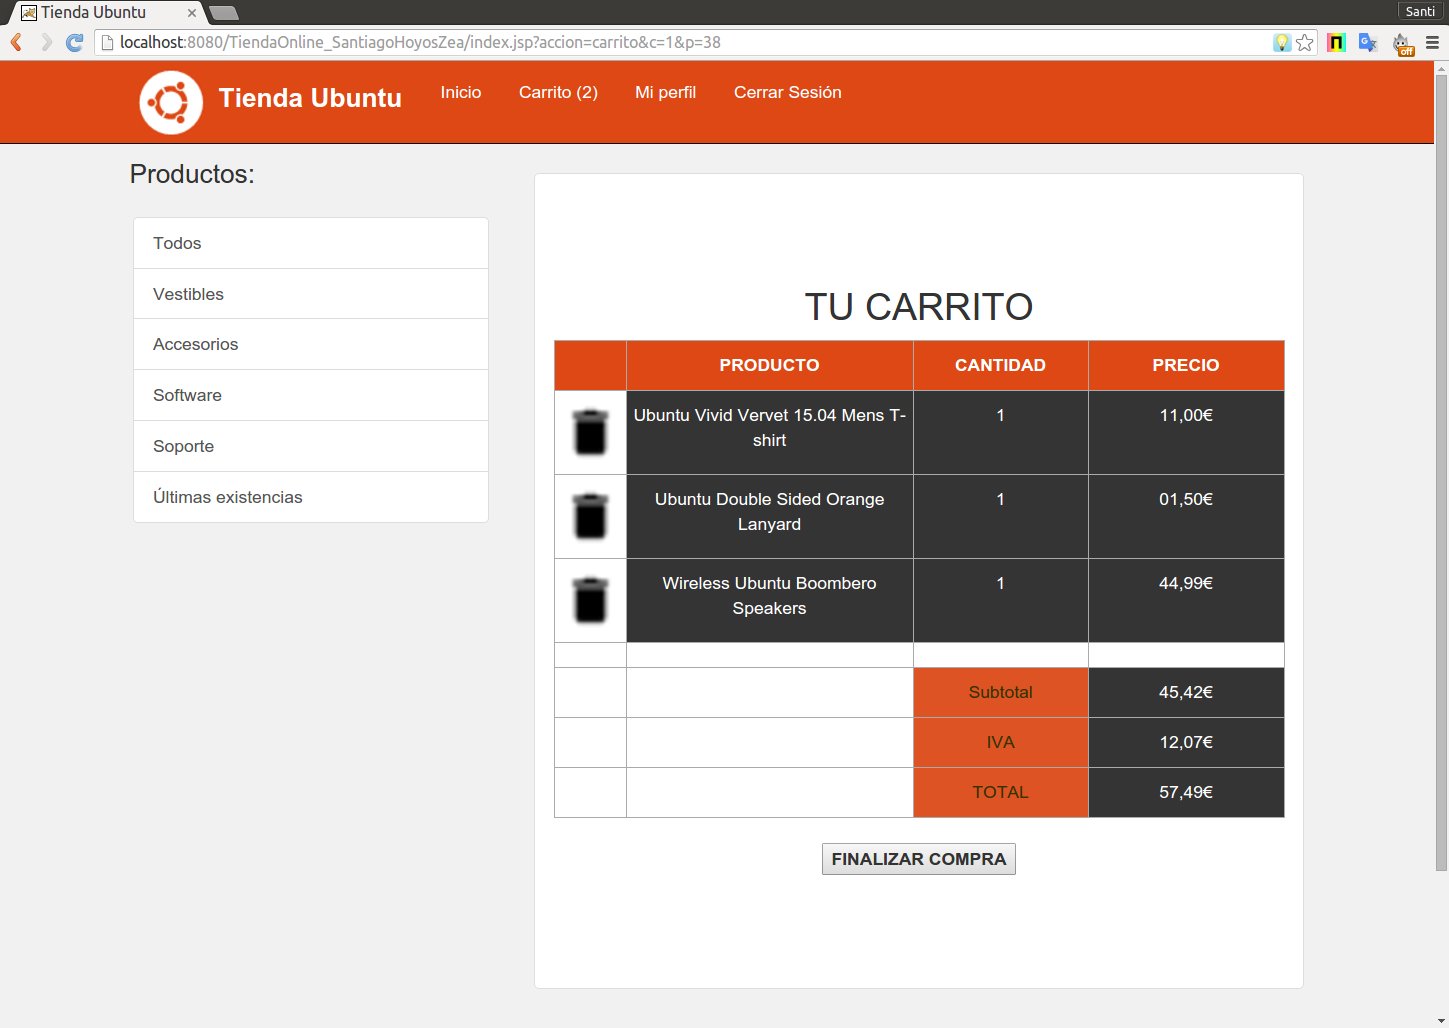 Tienda Ubuntu
Santi
localhost:8080/TiendaOnline_SantiagoHoyosZea/index.jsp?accion=carrito&c=1&p=38
off
Tienda Ubuntu Inicio Carrito (2) Mi perfil Cerrar Sesión
Productos:
Todos
Vestibles
Accesorios
Software
Soporte
Últimas existencias
TU CARRITO
PRODUCTO CANTIDAD PRECIO
Ubuntu Vivid Vervet 15.04 Mens T- 1 11,00€
shirt
Ubuntu Double Sided Orange 1 01,50€
Lanyard
Wireless Ubuntu Boombero 1 44,99€
Speakers
Subtotal 45,42€
IVA 12,07€
TOTAL 57,49€
FINALIZAR COMPRA